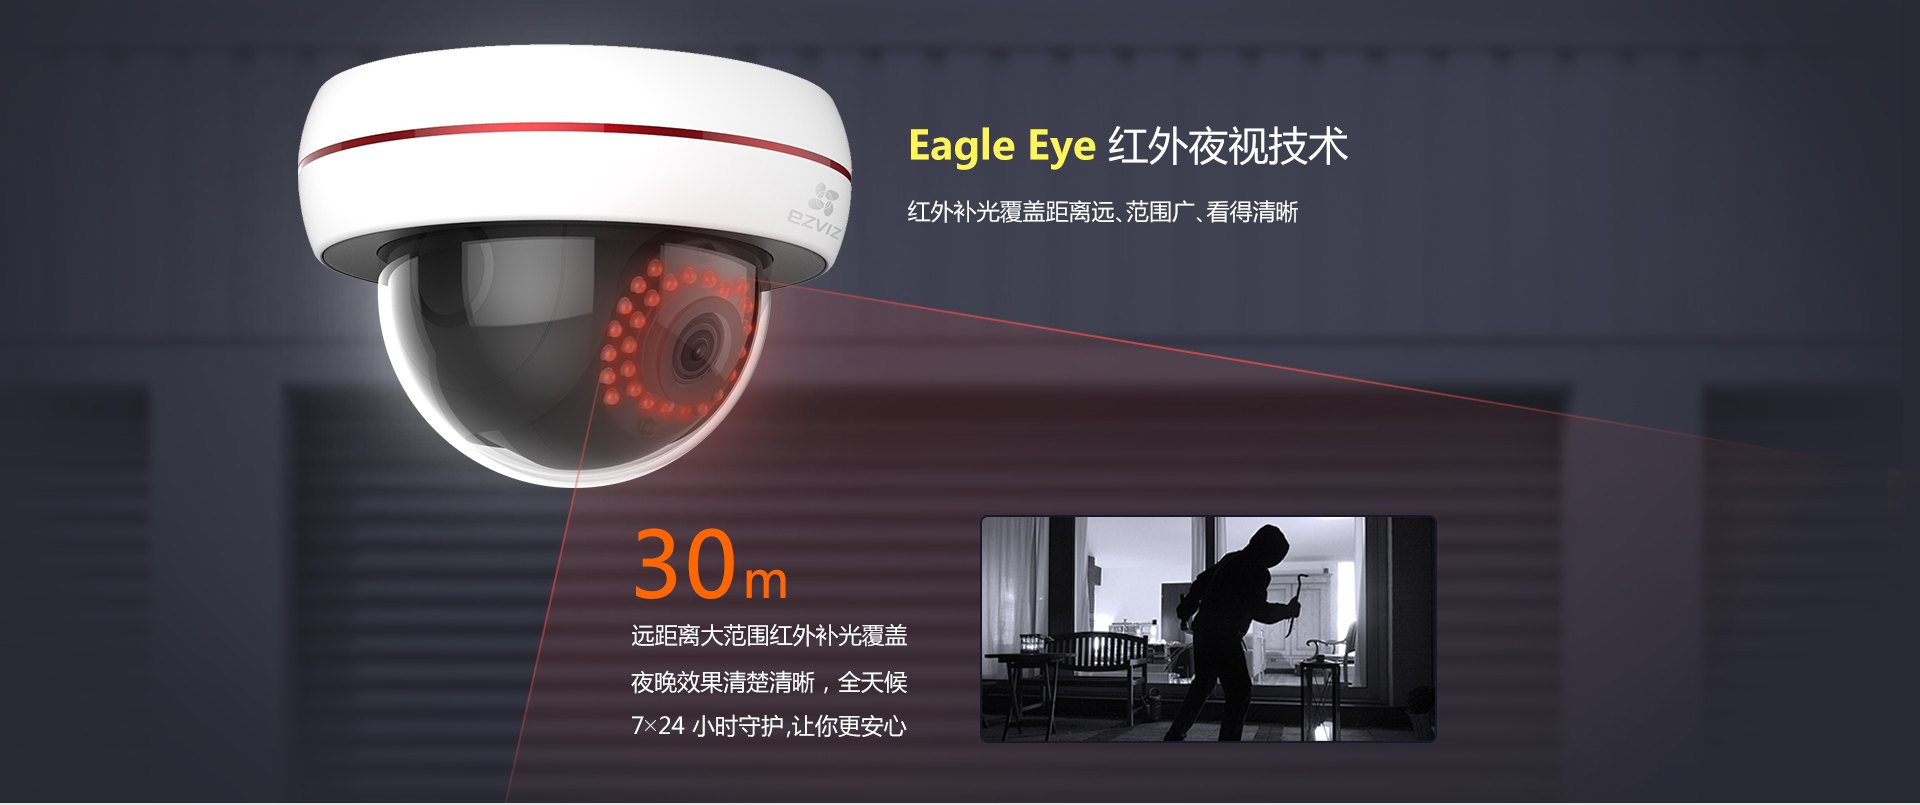 ezviz
Eagle Eye 红外夜视技术
红外补光覆盖距离远、范围广、看得清晰
30m
远距离大范围红外补光覆盖
夜晚效果清楚清晰，全天候
7×24 小时守护,让你更安心